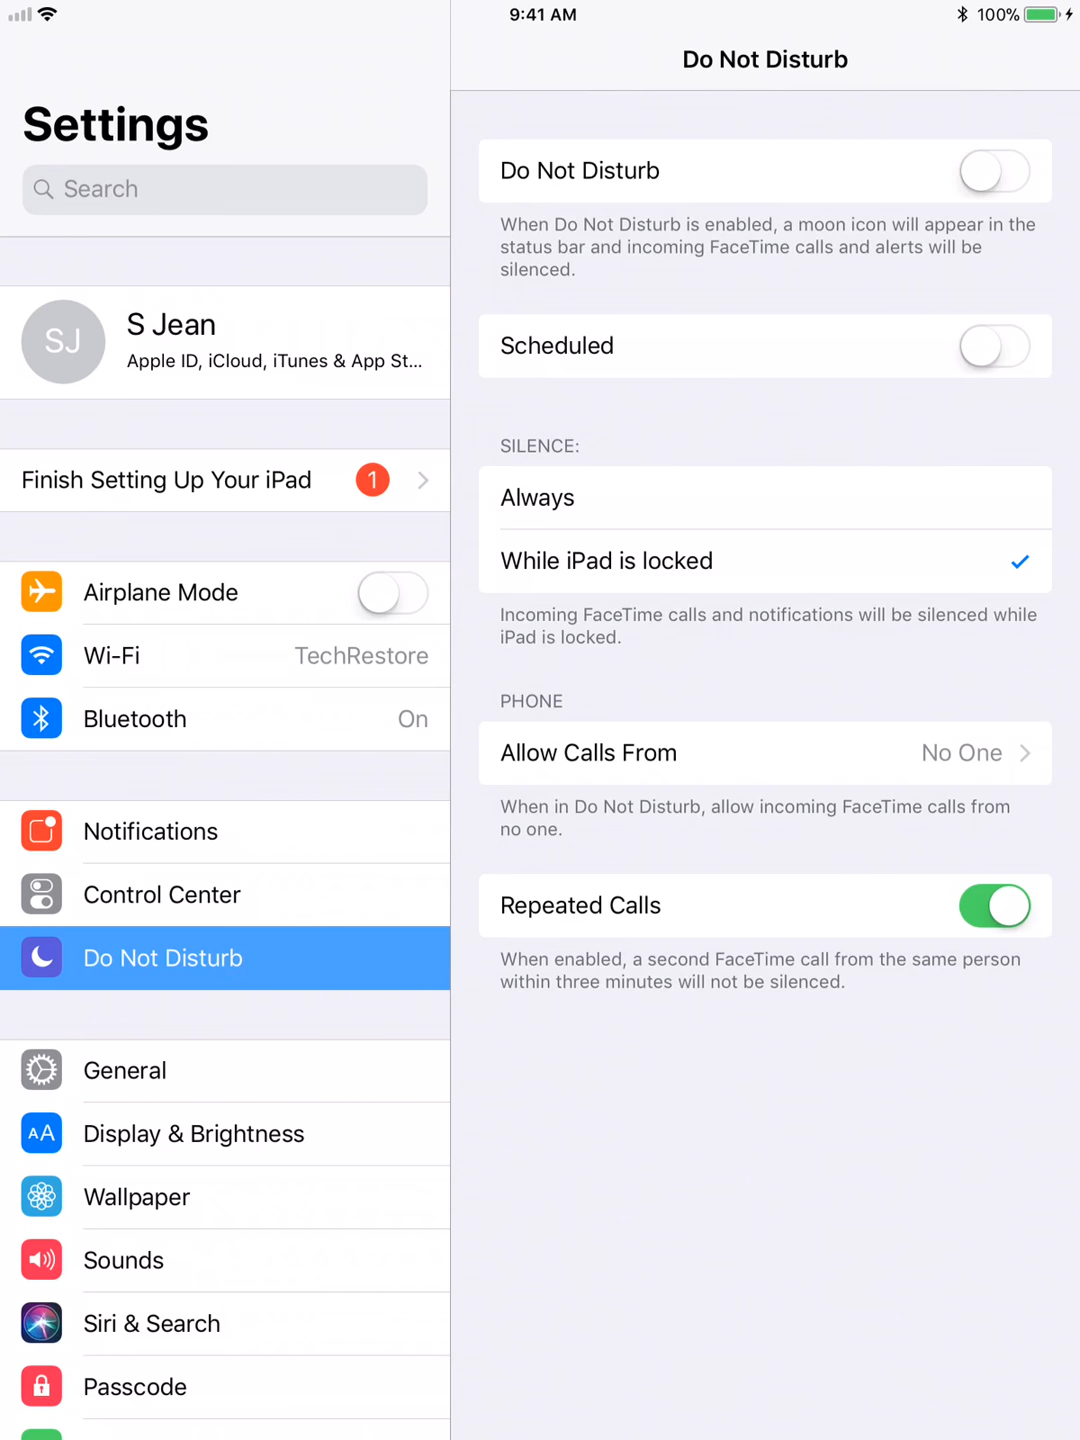 9:41 AM
100%
Settings
Search
SJ
S Jean
Apple ID, iCloud, iTunes & App St...
Finish Setting Up Your iPad
1
Airplane Mode
Wi-Fi
TechRestore
Bluetooth
On
Notifications
Control Center
Do Not Disturb
General
AA
Display & Brightness
Wallpaper
Sounds
Siri & Search
Passcode
Do Not Disturb
Do Not Disturb
When Do Not Disturb is enabled, a moon icon will appear in the
status bar and incoming FaceTime calls and alerts will be
silenced.
Scheduled
SILENCE:
Always
While iPad is locked
Incoming FaceTime calls and notifications will be silenced while
iPad is locked.
PHONE
Allow Calls From
No One
When in Do Not Disturb, allow incoming FaceTime calls from
no one.
Repeated Calls
When enabled, a second FaceTime call from the same person
within three minutes will not be silenced.